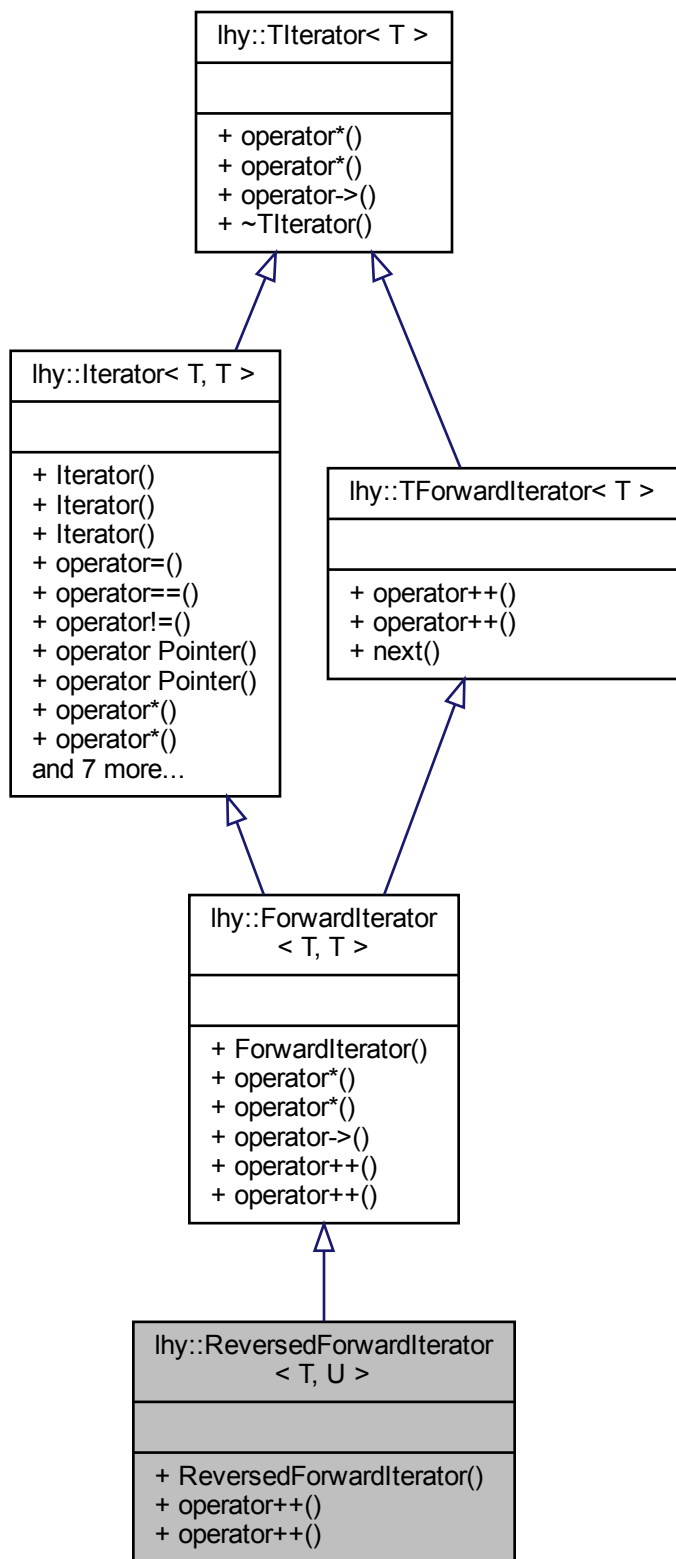 lhy::TIterator< T >
+ operator*()
+ operator*()
+ operator->()
+ ~TIterator()
lhy::Iterator< T, T >
+ Iterator()
+ Iterator()
+ Iterator()
+ operator=()
+ operator==()
+ operator!=()
+ operator Pointer()
+ operator Pointer()
+ operator*()
+ operator*()
and 7 more...
lhy::TForwardIterator< T >
+ operator++()
+ operator++()
+ next()
lhy::ForwardIterator
< T, T >
+ ForwardIterator()
+ operator*()
+ operator*()
+ operator->()
+ operator++()
+ operator++()
lhy::ReversedForwardIterator
< T, U >
+ ReversedForwardIterator()
+ operator++()
+ operator++()